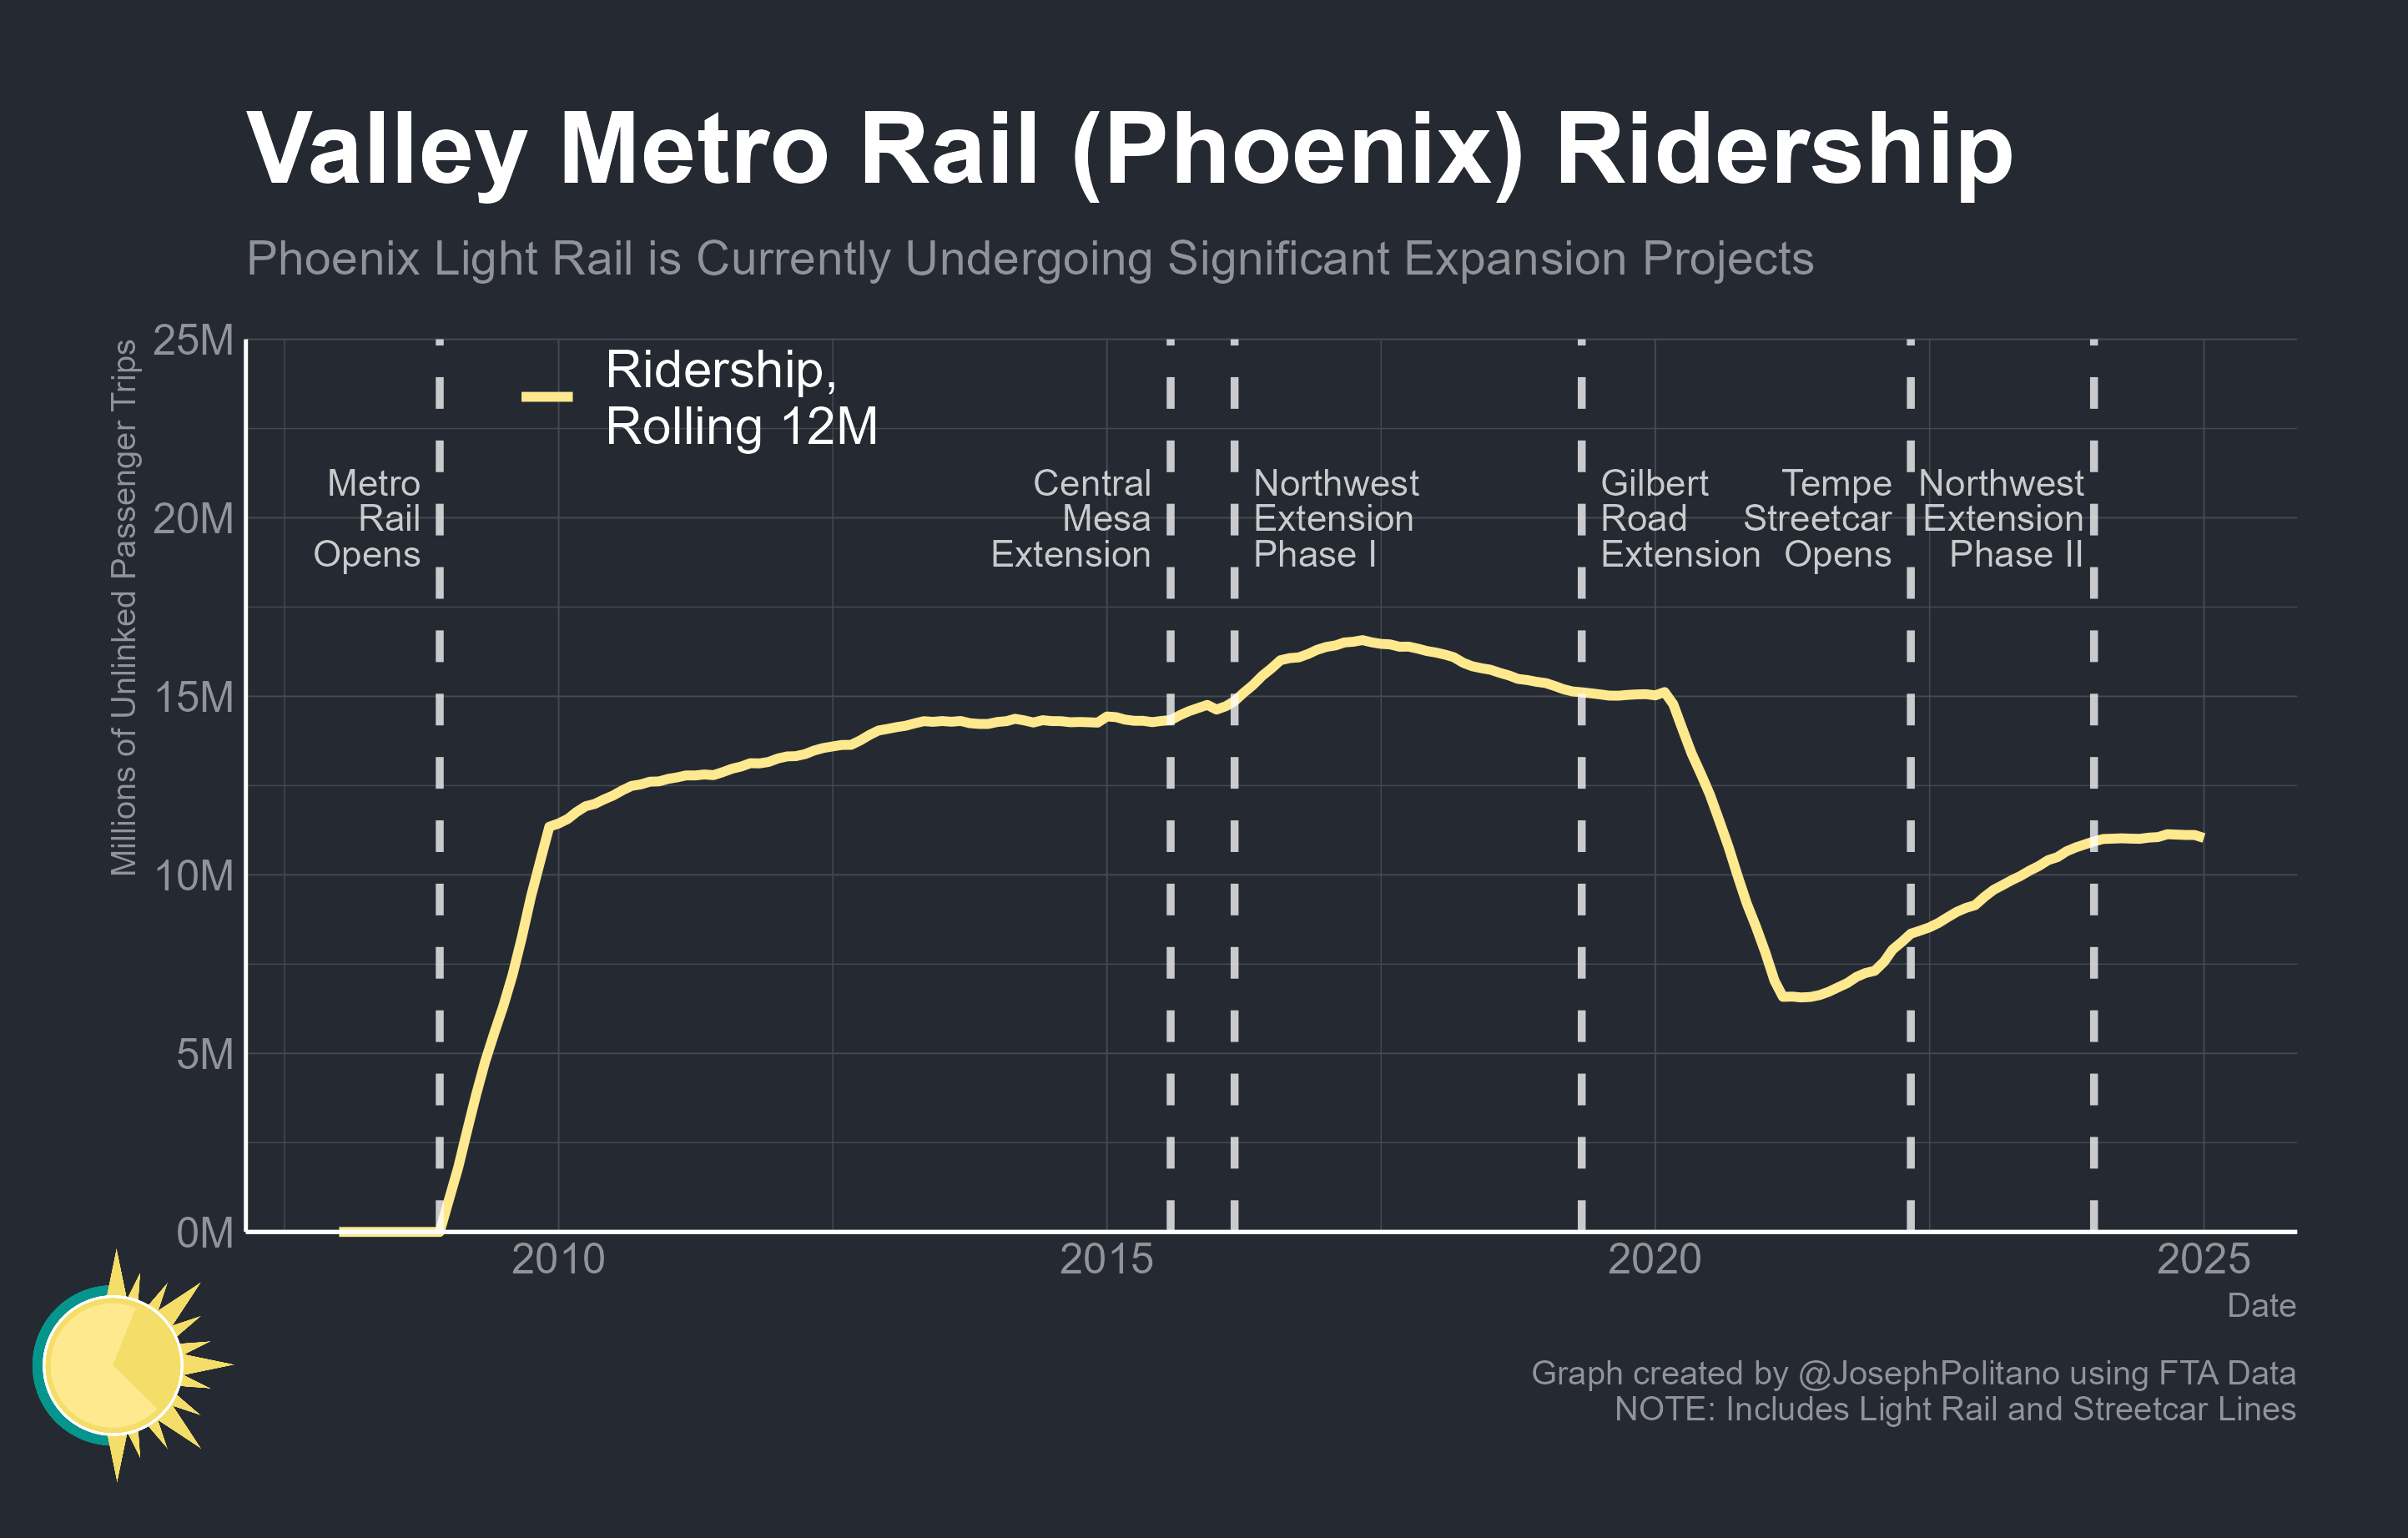 Valley Metro Rail (Phoenix) Ridership
Phoenix Light Rail is Currently Undergoing Significant Expansion Projects
Millions of Unlinked Passenger Trips
25M
20M
15M
10M
5M
0M
Ridership,
Rolling 12M
Metro
Rail
Opens
Central
Mesa
Extension
Northwest
Extension
Phase I
Gilbert
Road
Extension
Tempe
Streetcar
Opens
Northwest
Extension
Phase II
2010
2015
2020
2025
Date
Graph created by @JosephPolitano using FTA Data
NOTE: Includes Light Rail and Streetcar Lines